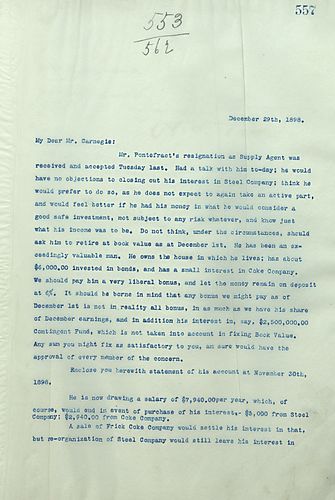 557
553
562
December 29th, 1898.
My Dear Mr. Carnegie:
Mr. Pontefract's resignation as Supply Agent was
received and accepted Tuesday last. Had a talk with him to-day; he would
have no objections to closing out his interest in Steel Company; think he
would prefer to do so, as he does not expect to again take an active part,
and would feel better if he had his money in what he would consider a
good safe investment, not subject to any risk whatever, and know just
what his income was to be. Do not think, under the circumstances, should
ask him to retire at book value as at December 1st. He has been an ex-
ceedingly valuable man. He owns the house in which he lives; has about
$6,000.00 invested in bonds, and has a small interest in Coke Company.
We should pay him a very liberal bonus, and let the money remain on deposit
at 6%. It should be borne in mind that any bonus we might pay as of
December 1st is not in reality all bonus, in as much as we have his share
of December earnings, and in addition his interest in, say, $2,500,000.00
Contingent Fund, which is not taken into account in fixing Book Value.
Any sum you might fix as satisfactory to you, am sure would have the
approval of every member of the concern.
Enclose you herewith statement of his account at November 30th,
1898.
He is now drawing a salary of $7,940.00 per year, which, of
course, would end in event of purchase of his interest,- $5,000 from Steel
Company; $2,940.00 from Coke Company.
A sale of Frick Coke Company would settle his interest in that,
but re-organization of Steel Company would still leave his interest in